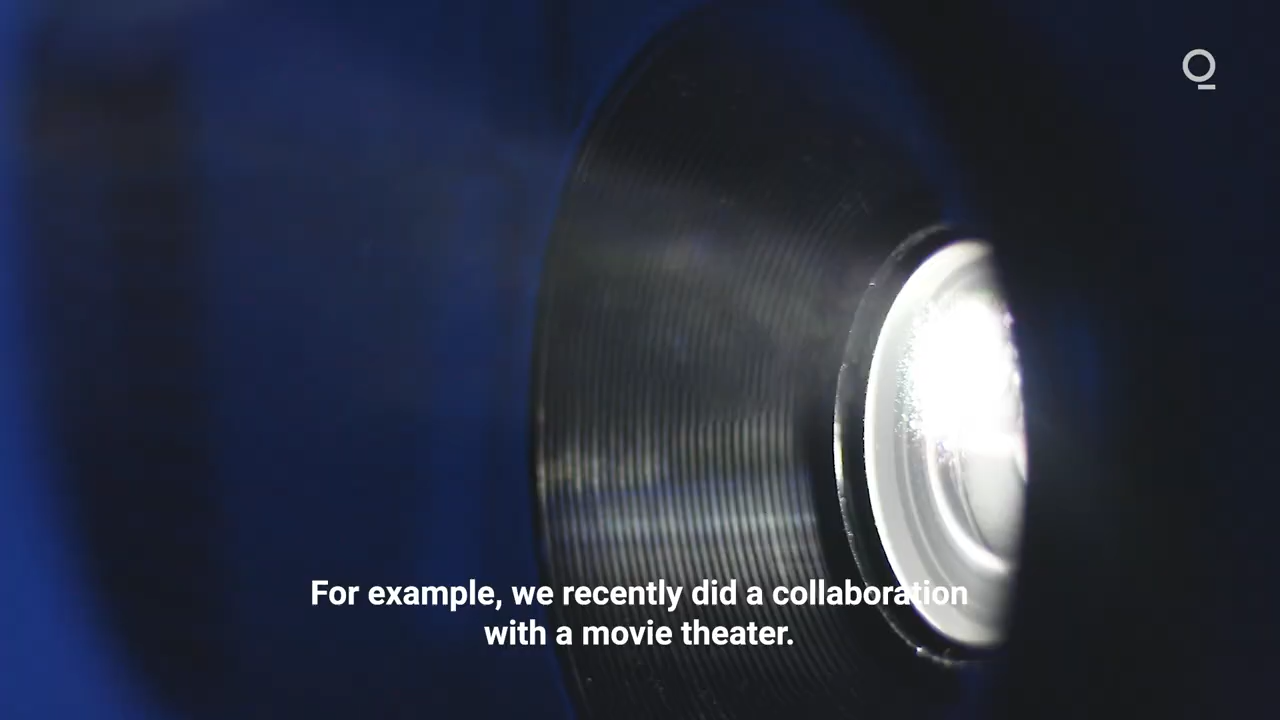 For example, we recently did a collaboration
with a movie theater.